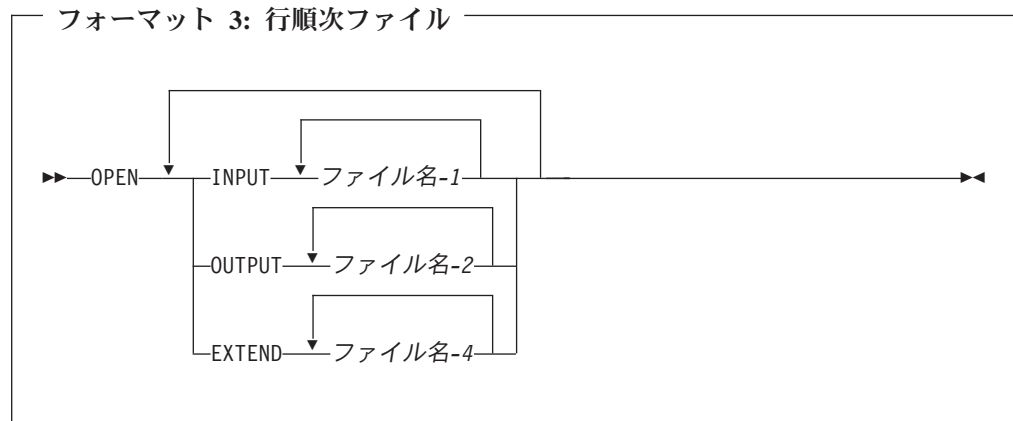 フォーマット 3: 行順次ファイル
OPEN INPUT ファイル名-1
OUTPUT ファイル名-2
EXTEND ファイル名-4